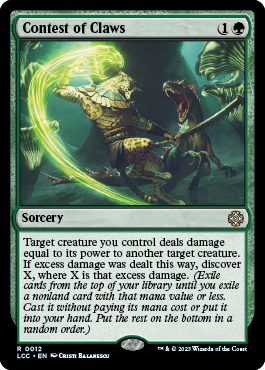 Contest of Claws 1
Sorcery
Target creature you control deals damage
equal to its power to another target creature.
If excess damage was dealt this way, discover
X, where X is that excess damage. (Exile
cards from the top of your library until you exile
a nonland card with that mana value or less.
Cast it without paying its mana cost or put it
into your hand. Put the rest on the bottom in a
random order.)
R 0012
LCC • EN Cristi Balanescu
™ & © 2023 Wizards of the Coast